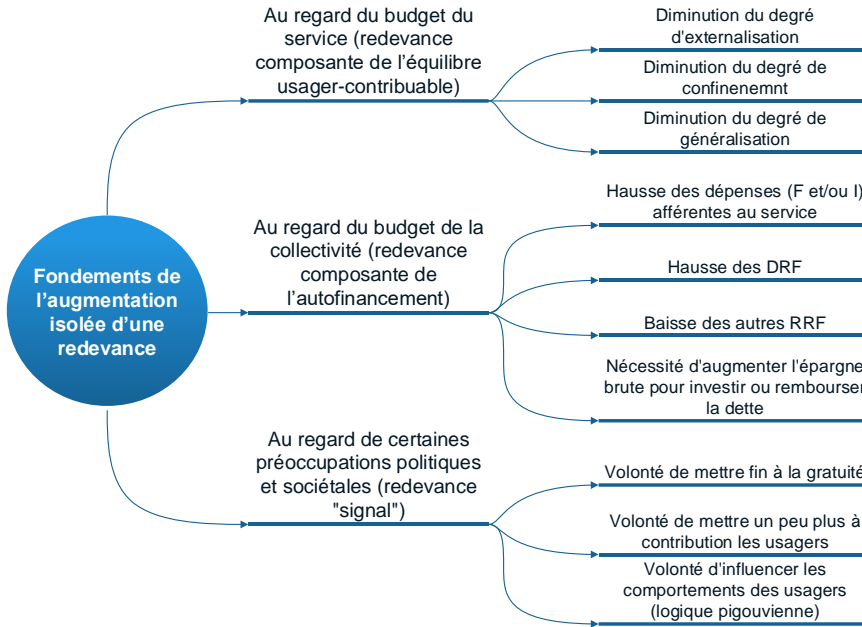 Fondements de
l'augmentation
isolée d'une
redevance
Au regard du budget du
service (redevance
composante de l'équilibre
usager-contribuable)
Diminution du degré
d'externalisation
Diminution du degré de
confinenemnt
Diminution du degré de
généralisation
Au regard du budget de la
collectivité (redevance
composante de
l'autofinancement)
Hausse des dépenses (F et/ou I)
afférentes au service
Hausse des DRF
Baisse des autres RRF
Nécessité d'augmenter l'épargne
brute pour investir ou rembourser
la dette
Au regard de certaines
préoccupations politiques
et sociétales (redevance
"signal")
Volonté de mettre fin à la gratuité
Volonté de mettre un peu plus à
contribution les usagers
Volonté d'influencer les
comportements des usagers
(logique pigouvienne)